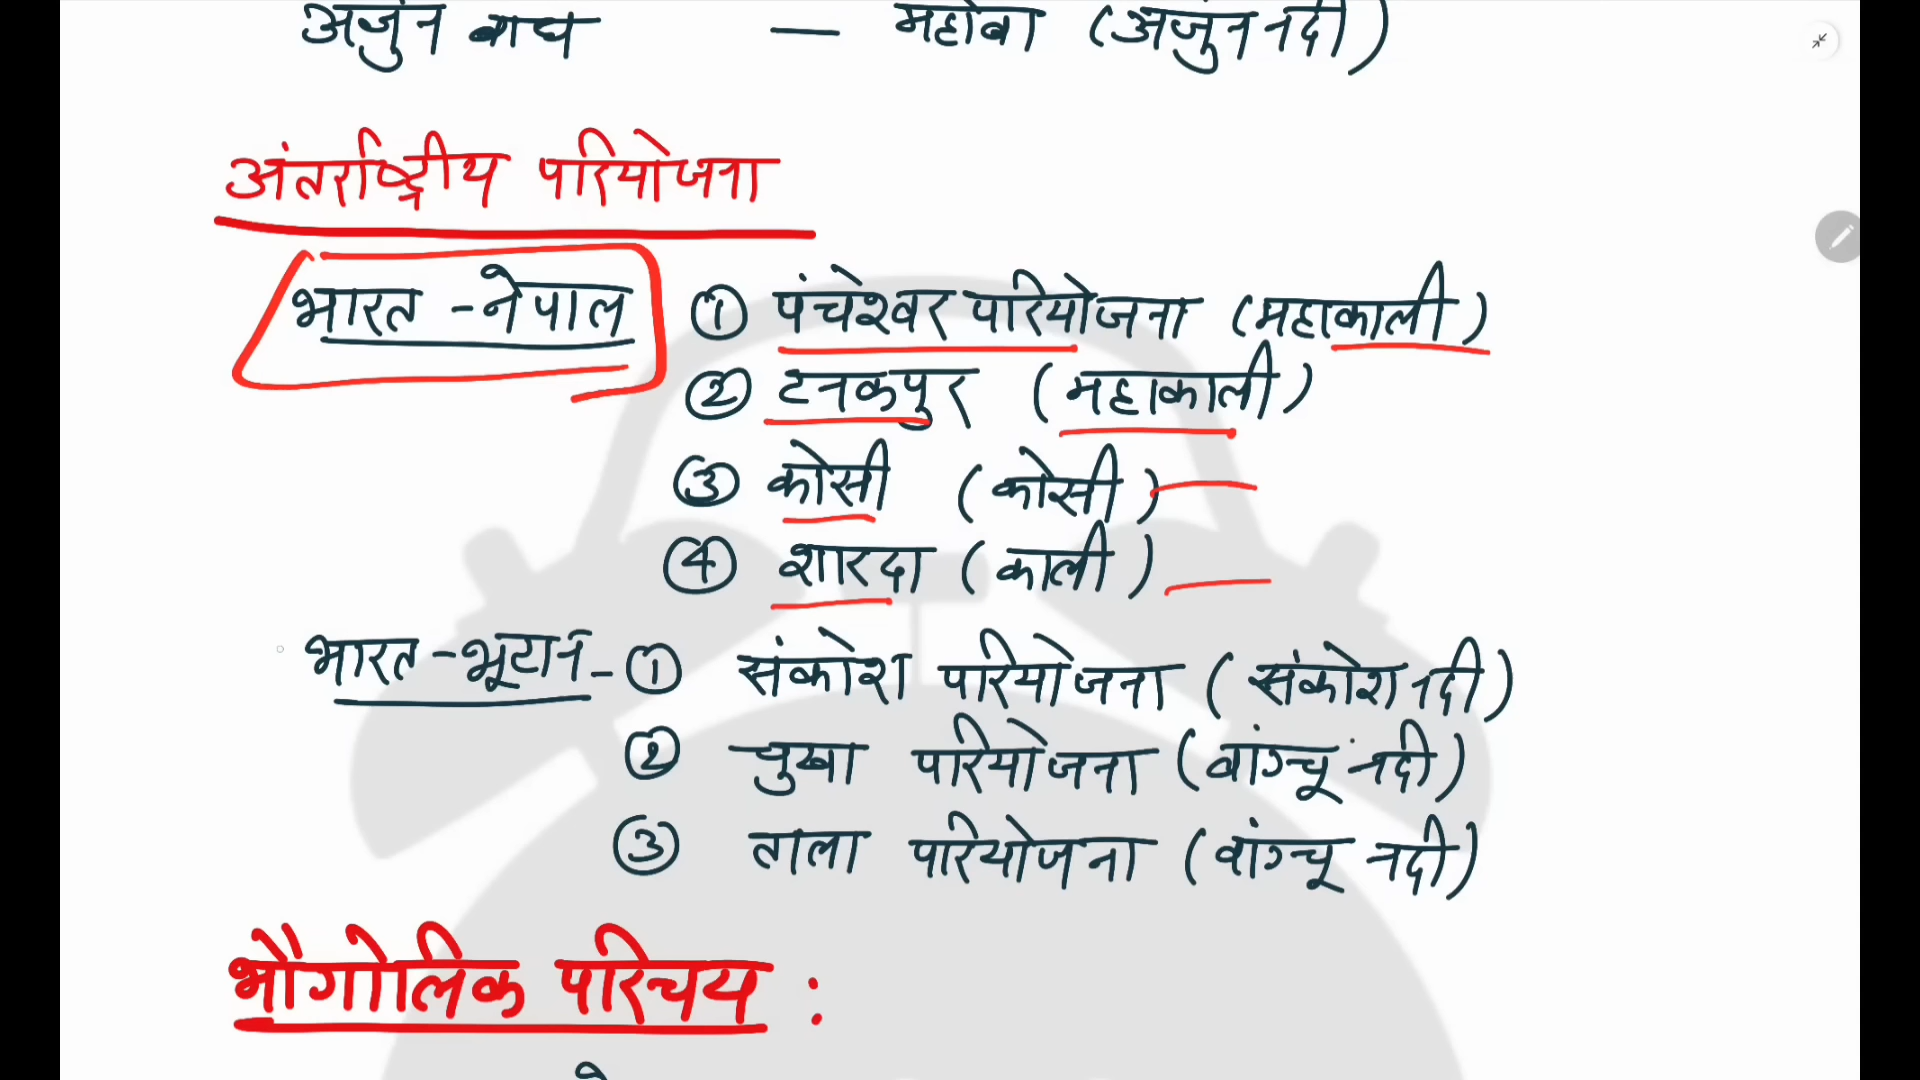 अर्जुन बाघ — महोबा (अर्जुन नदी)
अंतर्राष्ट्रीय परियोजना
भारत - नेपाल ① पंचेश्वर परियोजना (महाकाली)
② टनकपुर (महाकाली)
③ कोसी (कोसी)
④ शारदा (काली)
भारत - भूटान - ① संकोश परियोजना (संकोश नदी)
② चुखा परियोजना (वांग्चू नदी)
③ ताला परियोजना (वांग्चू नदी)
भौगोलिक परिचय :